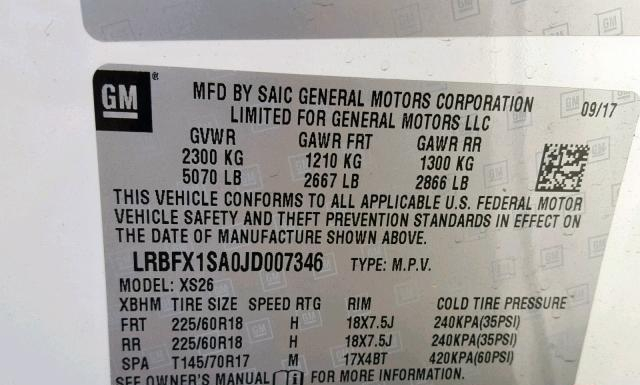 GM ®
MFD BY SAIC GENERAL MOTORS CORPORATION 09/17
LIMITED FOR GENERAL MOTORS LLC
GVWR GAWR FRT GAWR RR
2300 KG 1210 KG 1300 KG
5070 LB 2667 LB 2866 LB
THIS VEHICLE CONFORMS TO ALL APPLICABLE U.S. FEDERAL MOTOR
VEHICLE SAFETY AND THEFT PREVENTION STANDARDS IN EFFECT ON
THE DATE OF MANUFACTURE SHOWN ABOVE.
LRBFX1SA0JD007346 TYPE: M.P.V.
MODEL: XS26
XBHM TIRE SIZE SPEED RTG RIM COLD TIRE PRESSURE
FRT 225/60R18 H 18X7.5J 240KPA(35PSI)
RR 225/60R18 H 18X7.5J 240KPA(35PSI)
SPA T145/70R17 M 17X4BT 420KPA(60PSI)
SEE OWNER'S MANUAL FOR MORE INFORMATION.